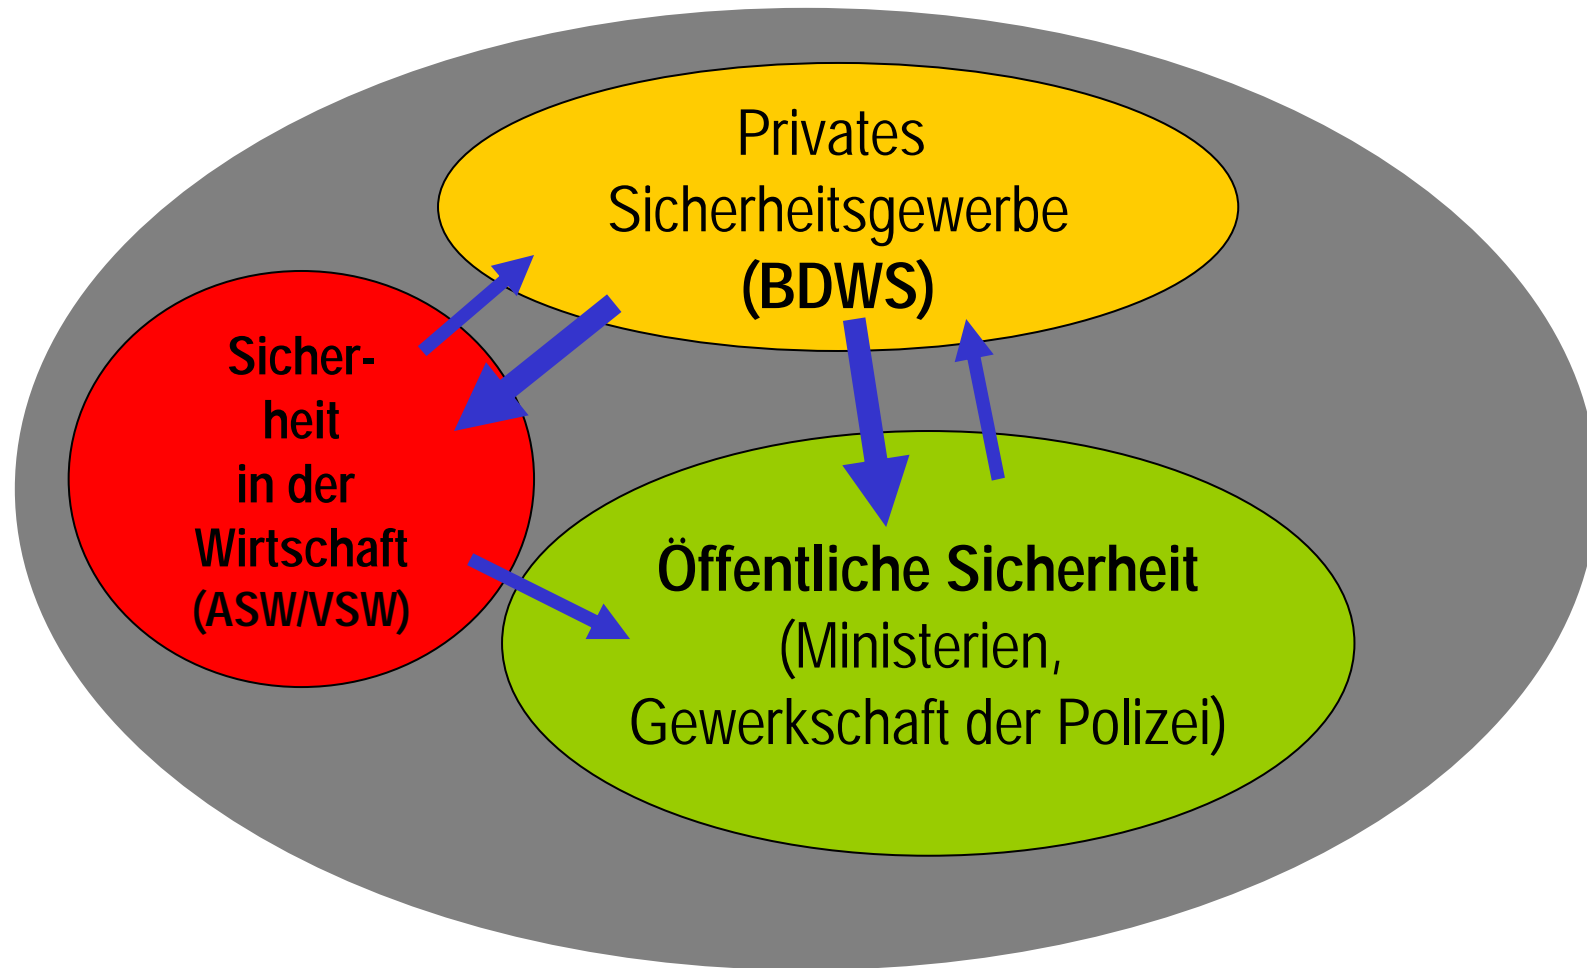 Privates
Sicherheitsgewerbe
(BDWS)
Sicher-
heit
in der
Wirtschaft
(ASW/VSW)
Öffentliche Sicherheit
(Ministerien,
Gewerkschaft der Polizei)